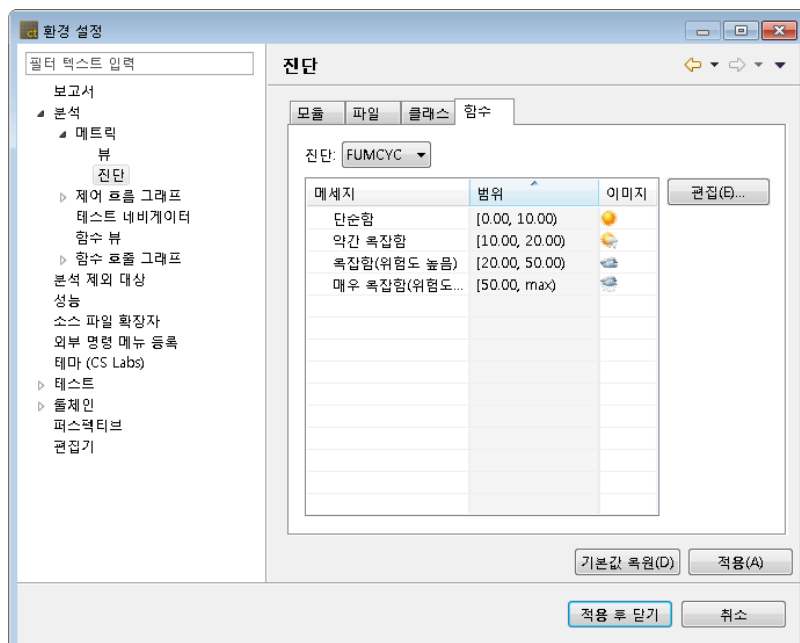 ct 환경 설정
필터 텍스트 입력
보고서
분석
메트릭
뷰
진단
제어 흐름 그래프
테스트 네비게이터
함수 뷰
함수 호출 그래프
분석 제외 대상
성능
소스 파일 확장자
외부 명령 메뉴 등록
테마 (CS Labs)
테스트
툴체인
퍼스펙티브
편집기
진단
모듈 파일 클래스 함수
진단: FUMCYC
메세지 범위 이미지
단순함 [0.00, 10.00)
약간 복잡함 [10.00, 20.00)
복잡함(위험도 높음) [20.00, 50.00)
매우 복잡함(위험도... [50.00, max)
편집(E)...
기본값 복원(D) 적용(A)
적용 후 닫기 취소